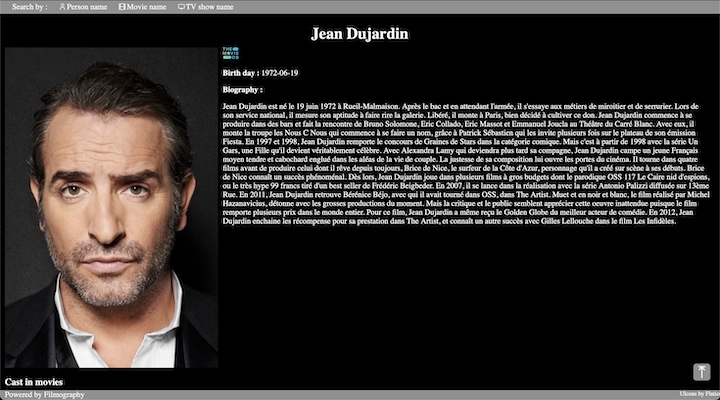 Search by :
Person name
Movie name
TV show name
Jean Dujardin
THE
MOVIE
DB
Birth day : 1972-06-19
Biography :
Jean Dujardin est né le 19 juin 1972 à Rueil-Malmaison. Après le bac et en attendant l'armée, il s'essaye aux métiers de miroitier et de serrurier. Lors de
son service national, il mesure son aptitude à faire rire la galerie. Libéré, il monte à Paris, bien décidé à cultiver ce don. Jean Dujardin commence à se
produire dans des bars et fait la rencontre de Bruno Solomone, Eric Collado, Eric Massot et Emmanuel Joucla au Théâtre du Carré Blanc. Avec eux, il
monte la troupe les Nous C Nous qui commence à se faire un nom, grâce à Patrick Sébastien qui les invite plusieurs fois sur le plateau de son émission
Fiesta. En 1997 et 1998, Jean Dujardin remporte le concours de Graines de Stars dans la catégorie comique. Mais c'est à partir de 1998 avec la série Un
Gars, une Fille qu'il devient véritablement célèbre. Avec Alexandra Lamy qui deviendra plus tard sa compagne, Jean Dujardin campe un jeune Français
moyen tendre et cabochard englué dans les aléas de la vie de couple. La justesse de sa composition lui ouvre les portes du cinéma. Il tourne dans quatre
films avant de produire celui dont il rêve depuis toujours, Brice de Nice, le surfeur de la Côte d'Azur, personnage qu'il a créé sur scène à ses débuts. Brice
de Nice connaît un succès phénoménal. Dès lors, Jean Dujardin joue dans plusieurs films à gros budgets dont le parodique OSS 117 Le Caire nid d'espions,
ou le très hype 99 francs tiré d'un best seller de Frédéric Beigbeder. En 2007, il se lance dans la réalisation avec la série Antonio Palizzi diffusée sur 13ème
Rue. En 2011, Jean Dujardin retrouve Bérénice Béjo, avec qui il avait tourné dans OSS, dans The Artist. Muet et en noir et blanc, le film réalisé par Michel
Hazanavicius, détonne avec les grosses productions du moment. Mais la critique et le public semblent apprécier cette oeuvre inattendue puisque le film
remporte plusieurs prix dans le monde entier. Pour ce film, Jean Dujardin a même reçu le Golden Globe du meilleur acteur de comédie. En 2012, Jean
Dujardin enchaine les récompense pour sa prestation dans The Artist, et connaît un autre succès avec Gilles Lellouche dans le film Les Infidèles.
Cast in movies
Powered by Filmography
UIcons by